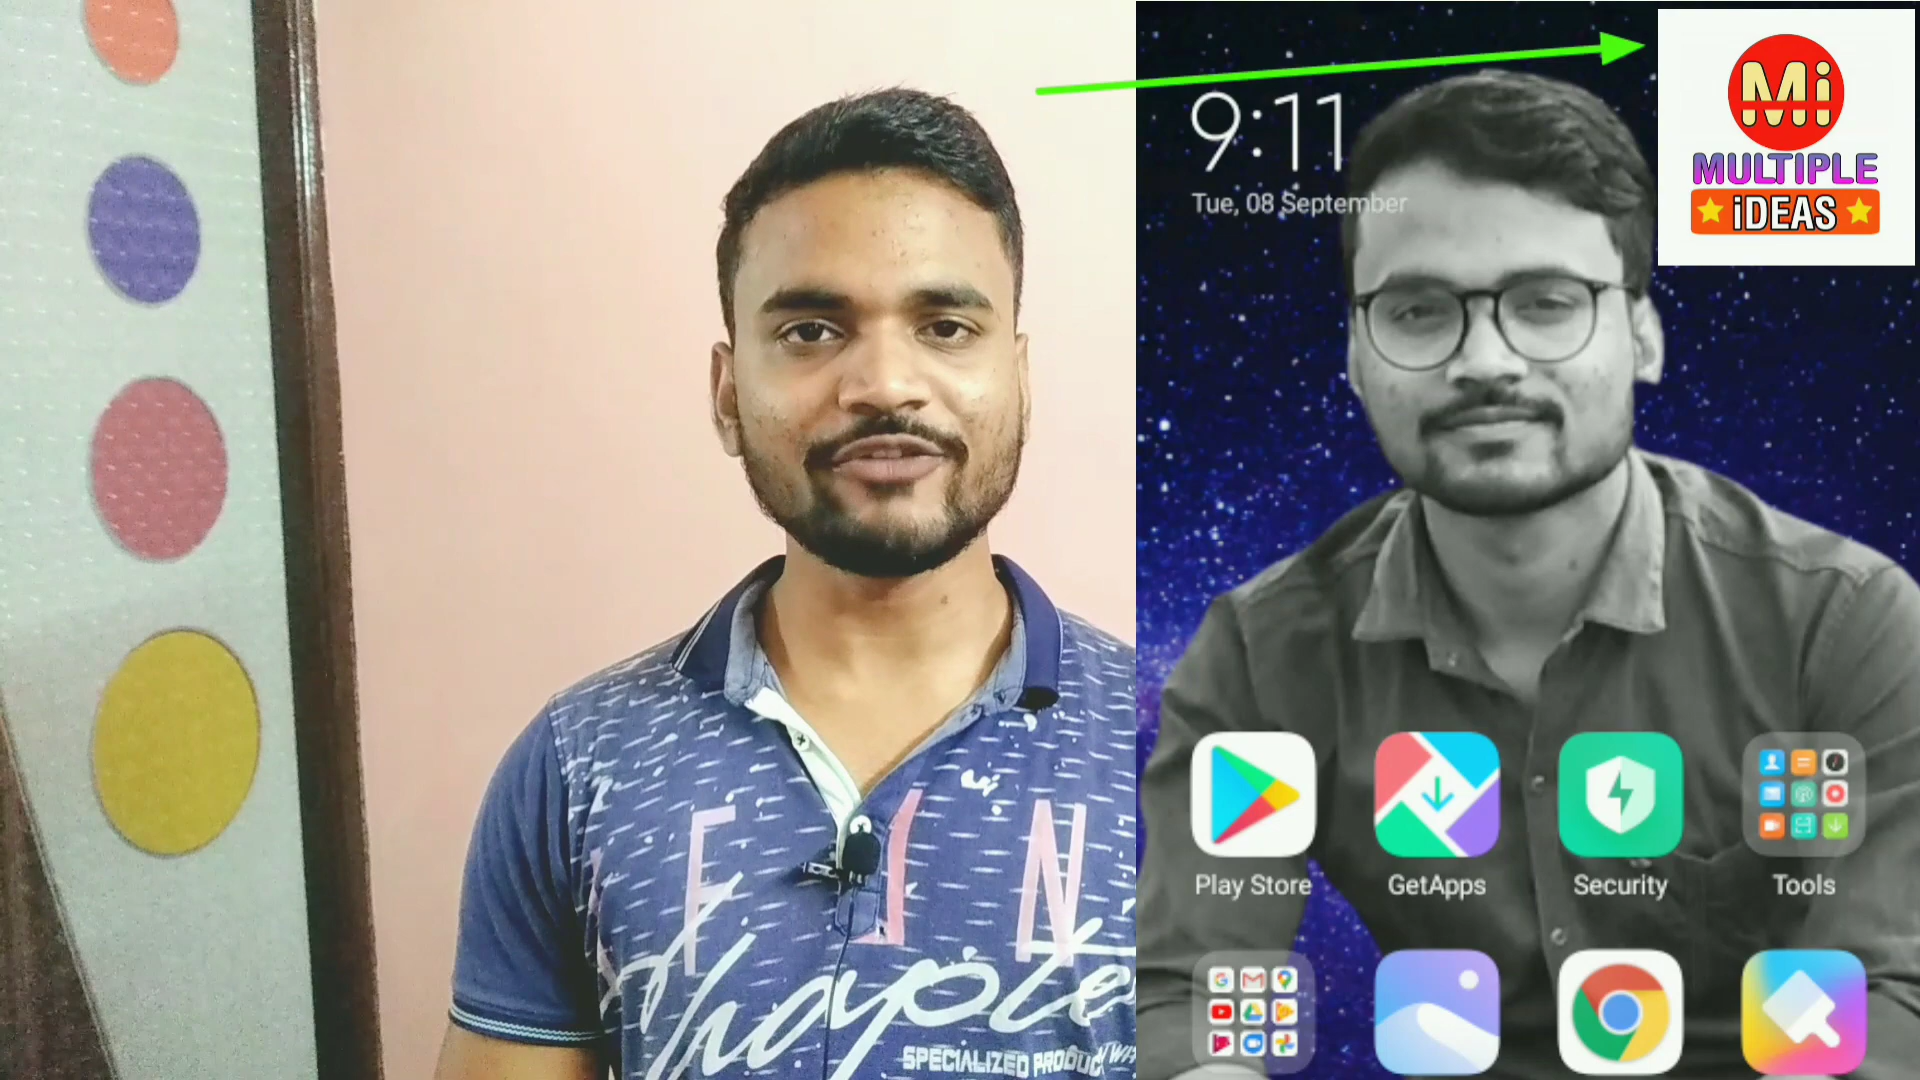 9:11
Tue, 08 September
Mi
MULTIPLE
iDEAS
Play Store
GetApps
Security
Tools
SPECIALIZED PRODUC